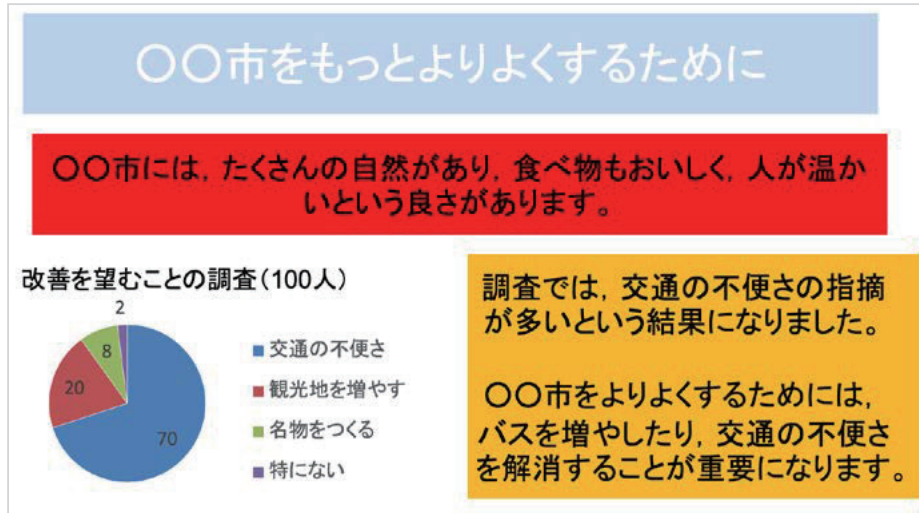 〇〇市をもっとよりよくするために
〇〇市には，たくさんの自然があり，食べ物もおいしく，人が温か
いという良さがあります。
改善を望むことの調査（100人）
2
8
20
70
交通の不便さ
観光地を増やす
名物をつくる
特にない
調査では，交通の不便さの指摘
が多いという結果になりました。
〇〇市をよりよくするためには，
バスを増やしたり，交通の不便さ
を解消することが重要になります。